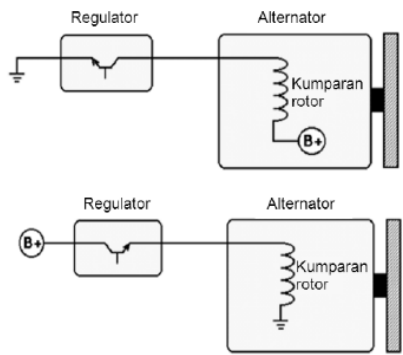 Regulator
Alternator
Kumparan
rotor
B+
Regulator
Alternator
B+
Kumparan
rotor